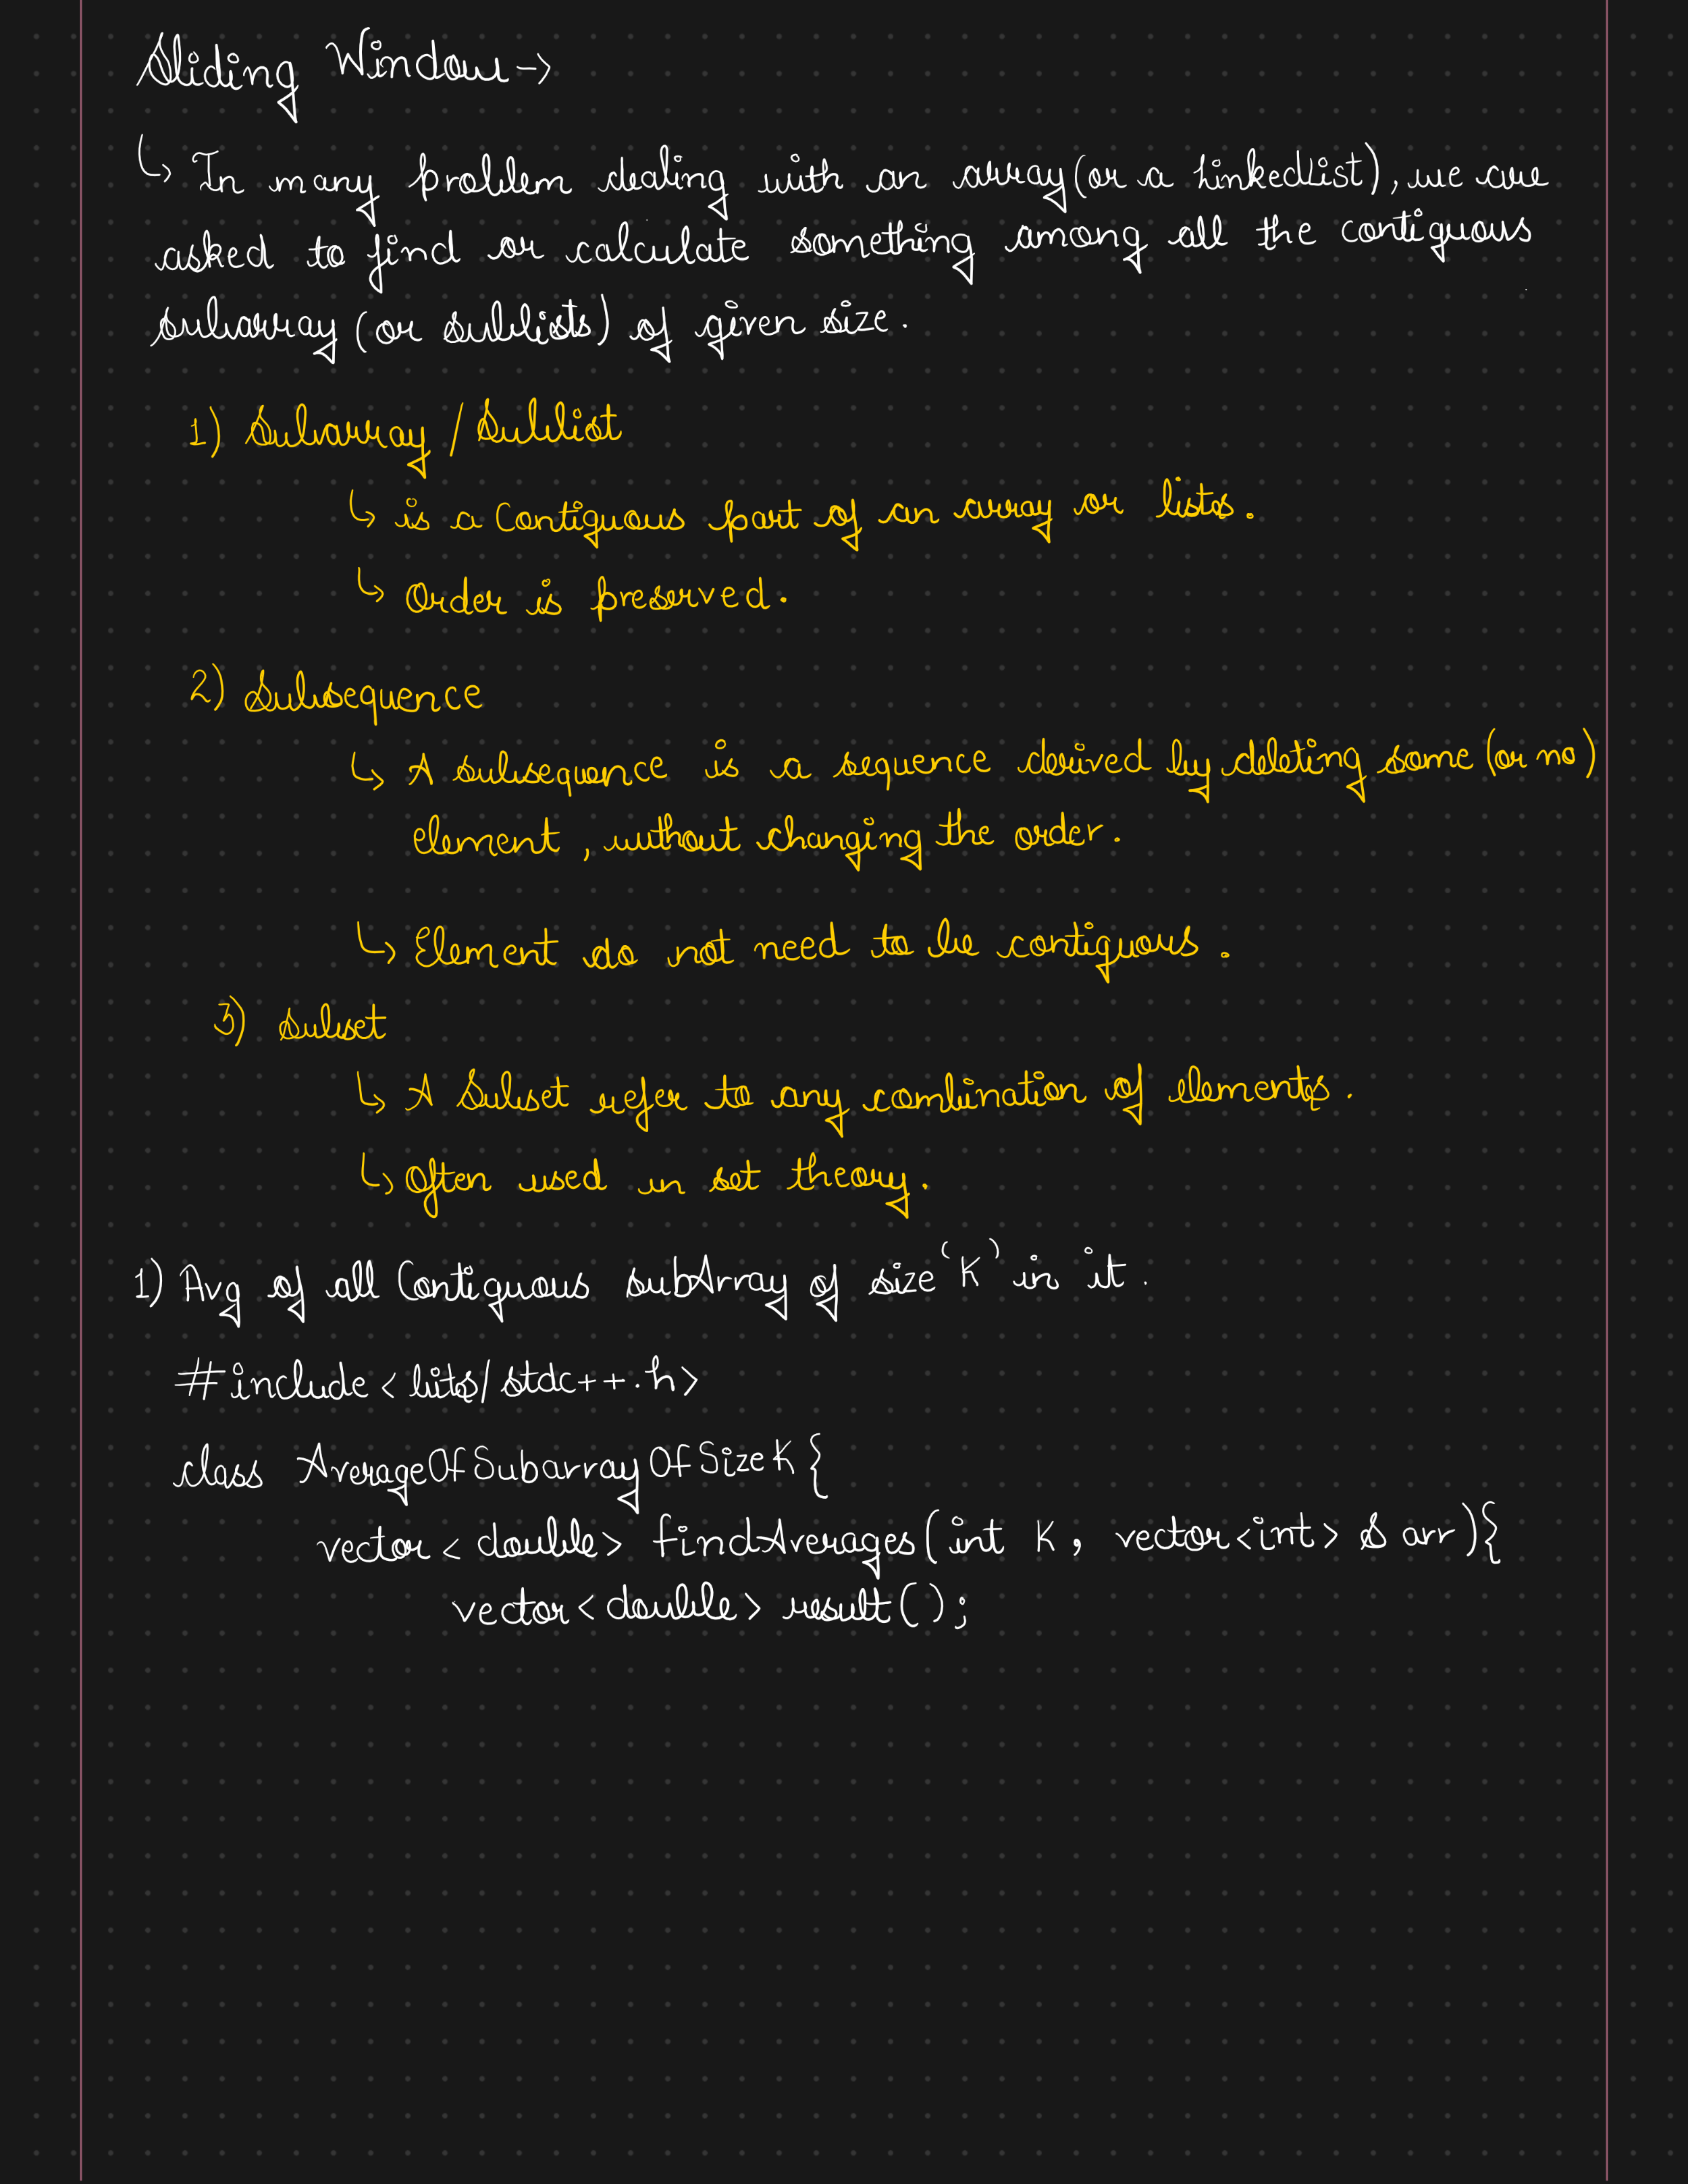 Sliding Window →
↳ In many problem dealing with an array (or a LinkedList), we are
asked to find or calculate something among all the contiguous
subarray (or sublists) of given size.
1) Subarray / Sublist
↳ is a Contiguous part of an array or lists.
↳ Order is preserved.
2) Subsequence
↳ A subsequence is a sequence derived by deleting some (or no)
element, without changing the order.
↳ Element do not need to be contiguous.
3) Subset
↳ A Subset refer to any combination of elements.
↳ Often used in set theory.
1) Avg of all Contiguous subArray of size 'K' in it.
#include <bits/stdc++.h>
class AverageOfSubarrayOfSizeK {
vector<double> findAverages(int K, vector<int> & arr){
vector<double> result();